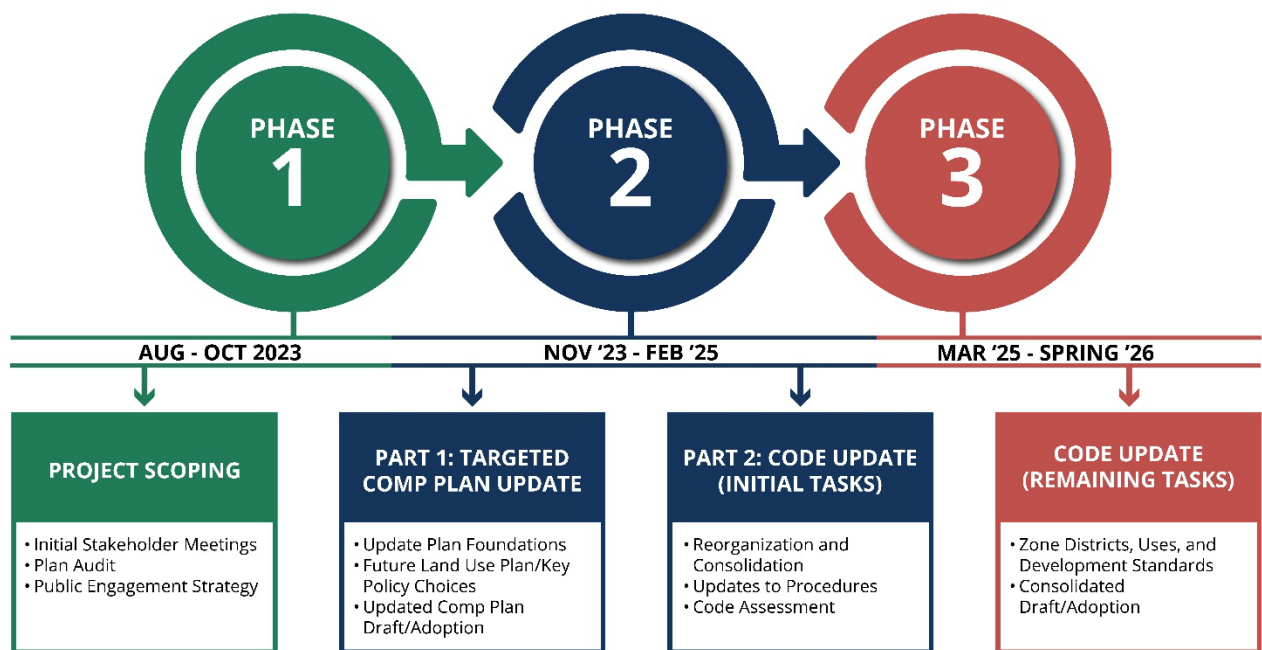 PHASE
1
PHASE
2
PHASE
3
AUG - OCT 2023
NOV ‘23 - FEB ’25
MAR ’25 - SPRING ’26
PROJECT SCOPING
• Initial Stakeholder Meetings
• Plan Audit
• Public Engagement Strategy
PART 1: TARGETED
COMP PLAN UPDATE
• Update Plan Foundations
• Future Land Use Plan/Key
Policy Choices
• Updated Comp Plan
Draft/Adoption
PART 2: CODE UPDATE
(INITIAL TASKS)
• Reorganization and
Consolidation
• Updates to Procedures
• Code Assessment
CODE UPDATE
(REMAINING TASKS)
• Zone Districts, Uses, and
Development Standards
• Consolidated
Draft/Adoption